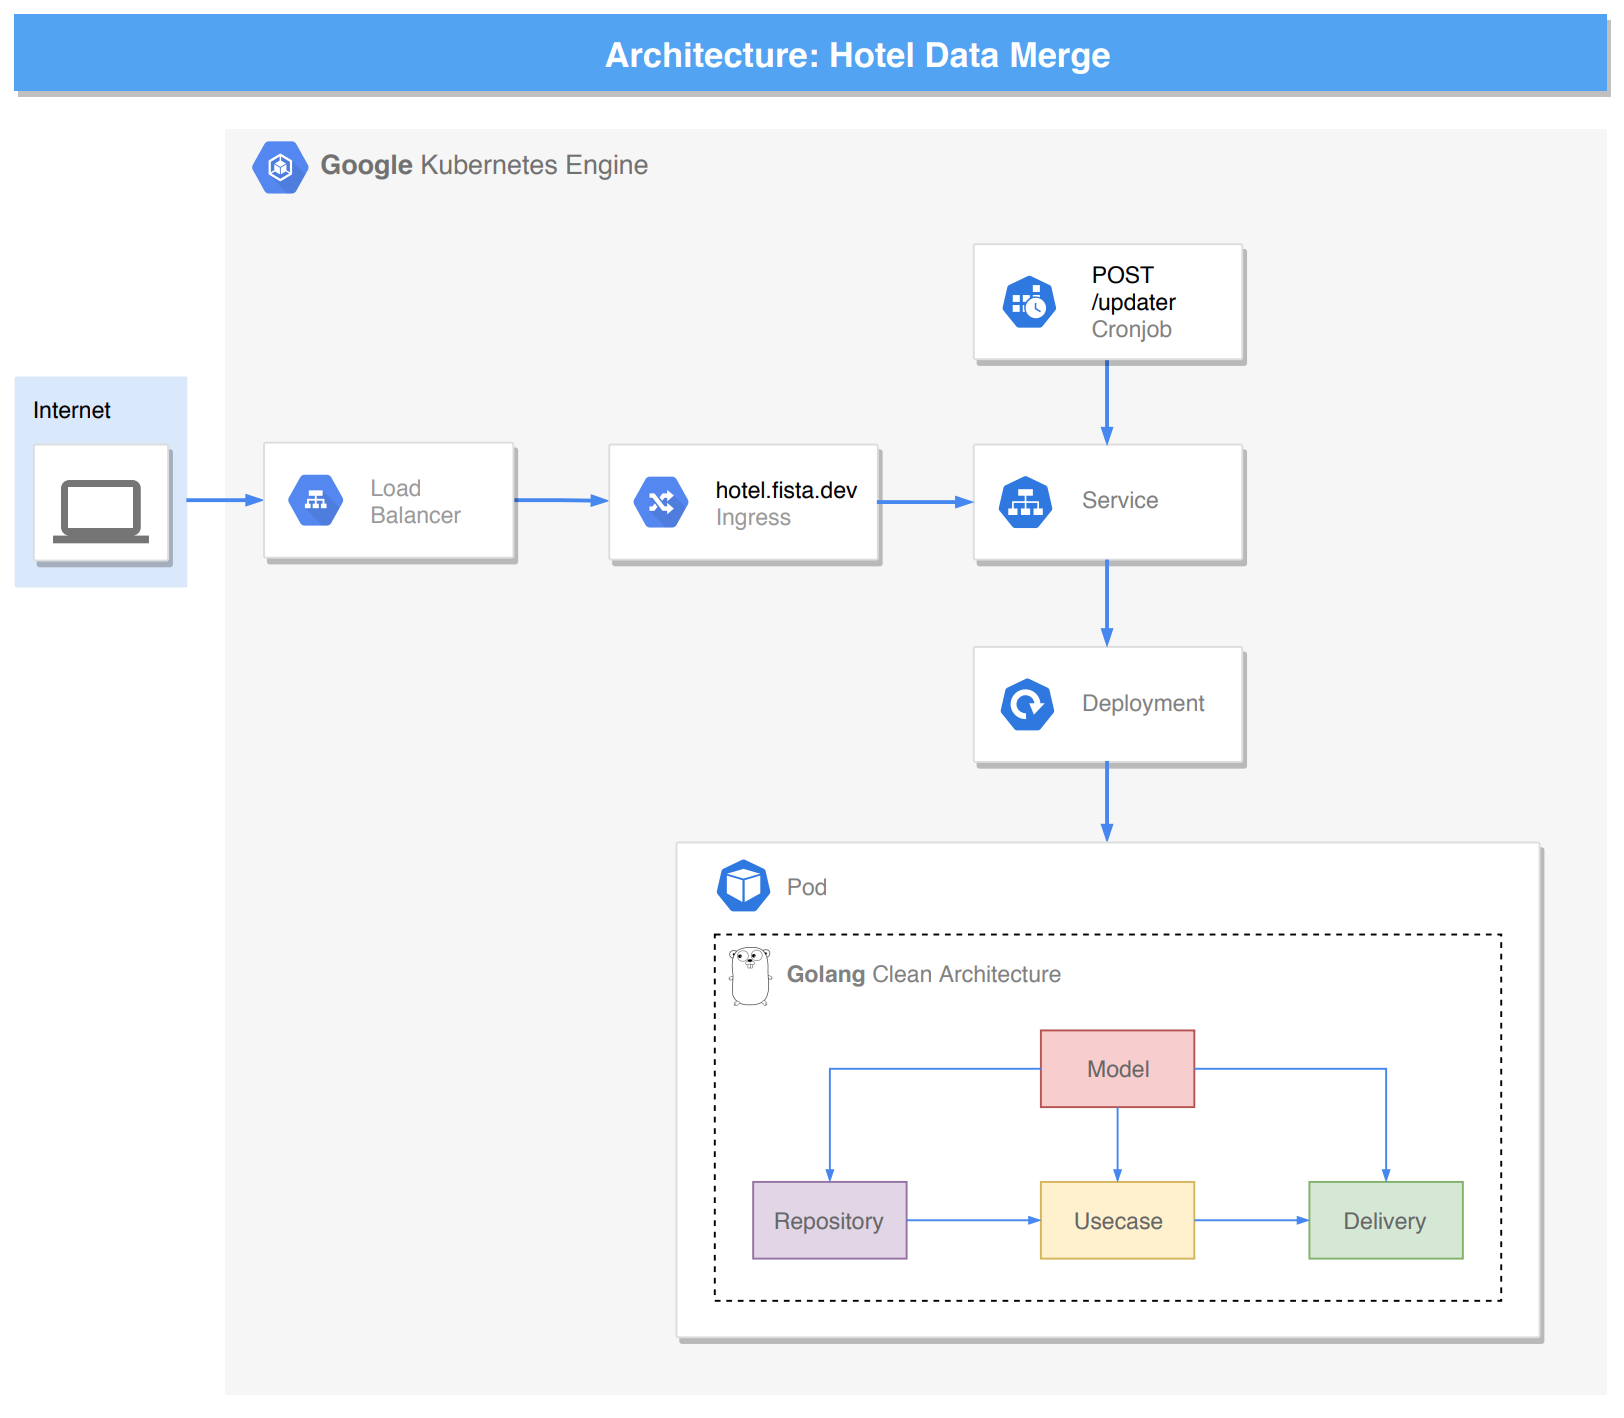 Architecture: Hotel Data Merge
Google Kubernetes Engine
POST
/updater
Cronjob
Internet
Load
Balancer
hotel.fista.dev
Ingress
Service
Deployment
Pod
Golang Clean Architecture
Model
Repository
Usecase
Delivery